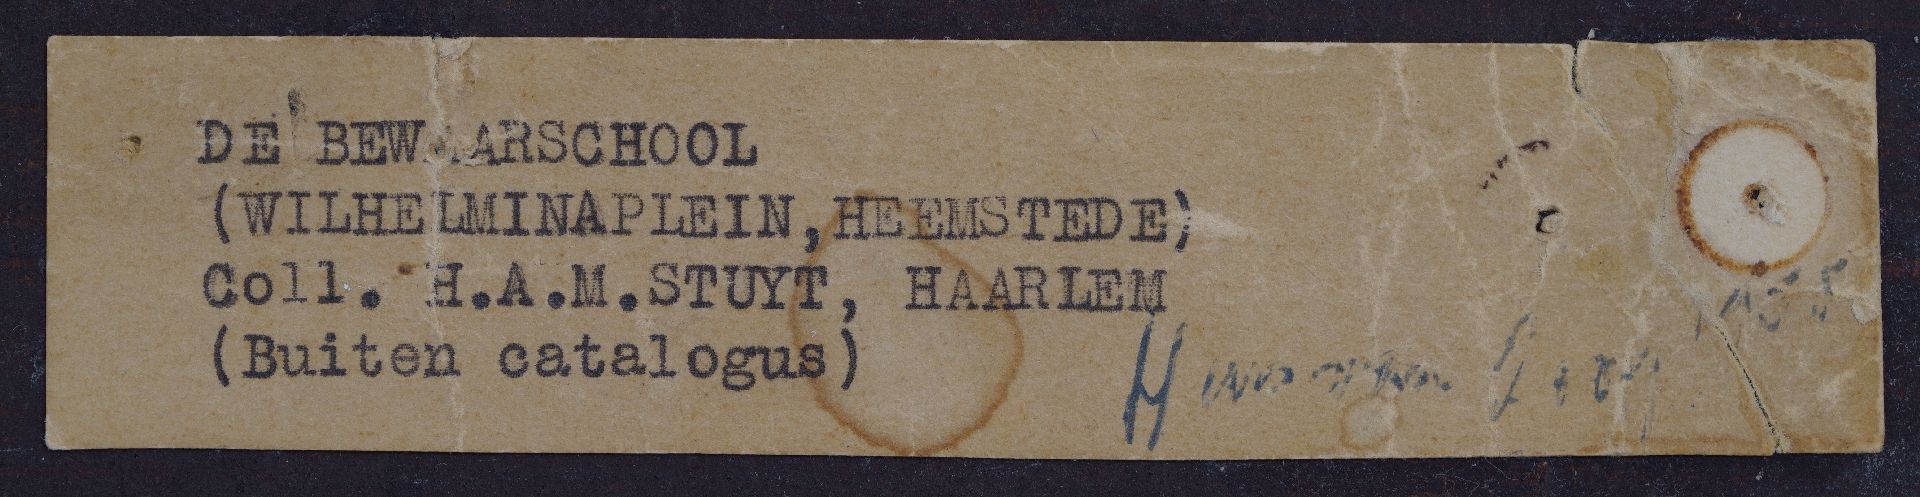 DE BEWAARSCHOOL
(WILHELMINAPLEIN, HEEMSTEDE)
Coll. H.A.M. STUYT, HAARLEM
(Buiten catalogus)